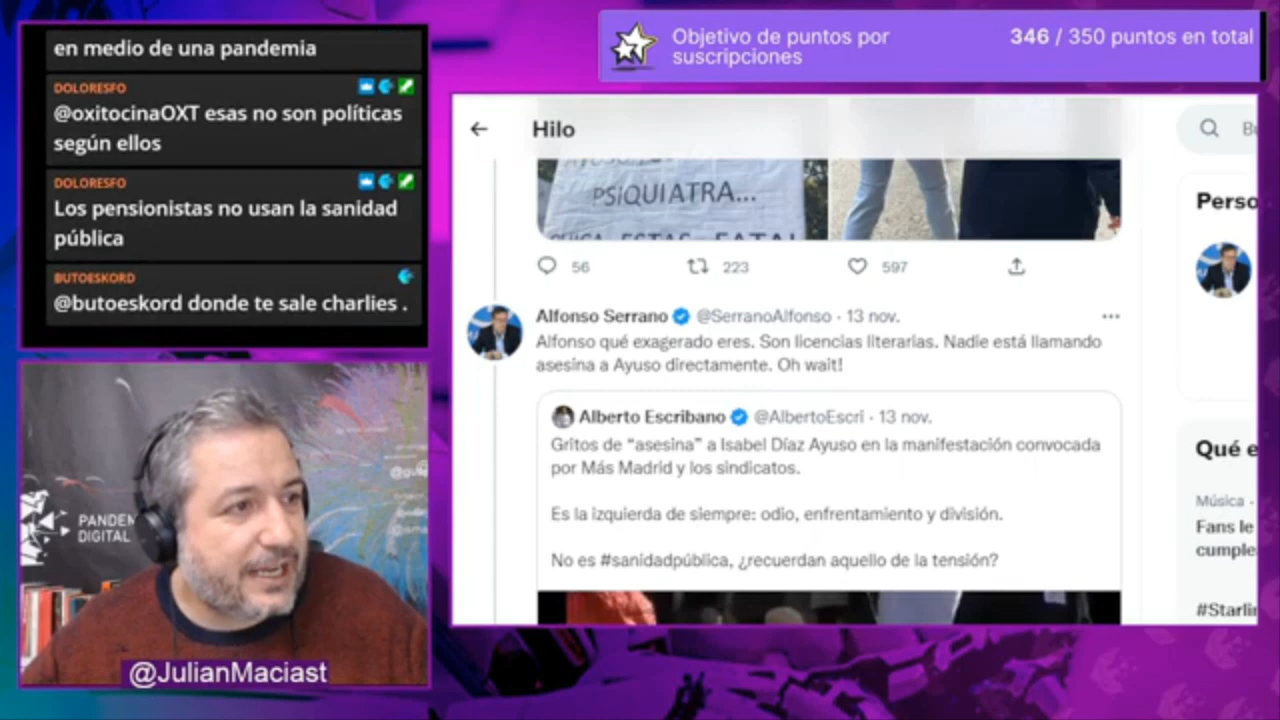 en medio de una pandemia
DOLORESFO
@oxitocinaOXT esas no son políticas
según ellos
DOLORESFO
Los pensionistas no usan la sanidad
pública
BUTOESKORD
@butoeskord donde te sale charlies .
PANDEM
DIGITAL
@JulianMaciast
Objetivo de puntos por
suscripciones
346 / 350 puntos en total
Hilo
PSIQUIATRA...
56
223
597
Alfonso Serrano @SerranoAlfonso · 13 nov.
Alfonso qué exagerado eres. Son licencias literarias. Nadie está llamando
asesina a Ayuso directamente. Oh wait!
Alberto Escribano @AlbertoEscri · 13 nov.
Gritos de “asesina” a Isabel Díaz Ayuso en la manifestación convocada
por Más Madrid y los sindicatos.
Es la izquierda de siempre: odio, enfrentamiento y división.
No es #sanidadpública, ¿recuerdan aquello de la tensión?
Perso
Qué e
Música ·
Fans le
cumple
#Starlin